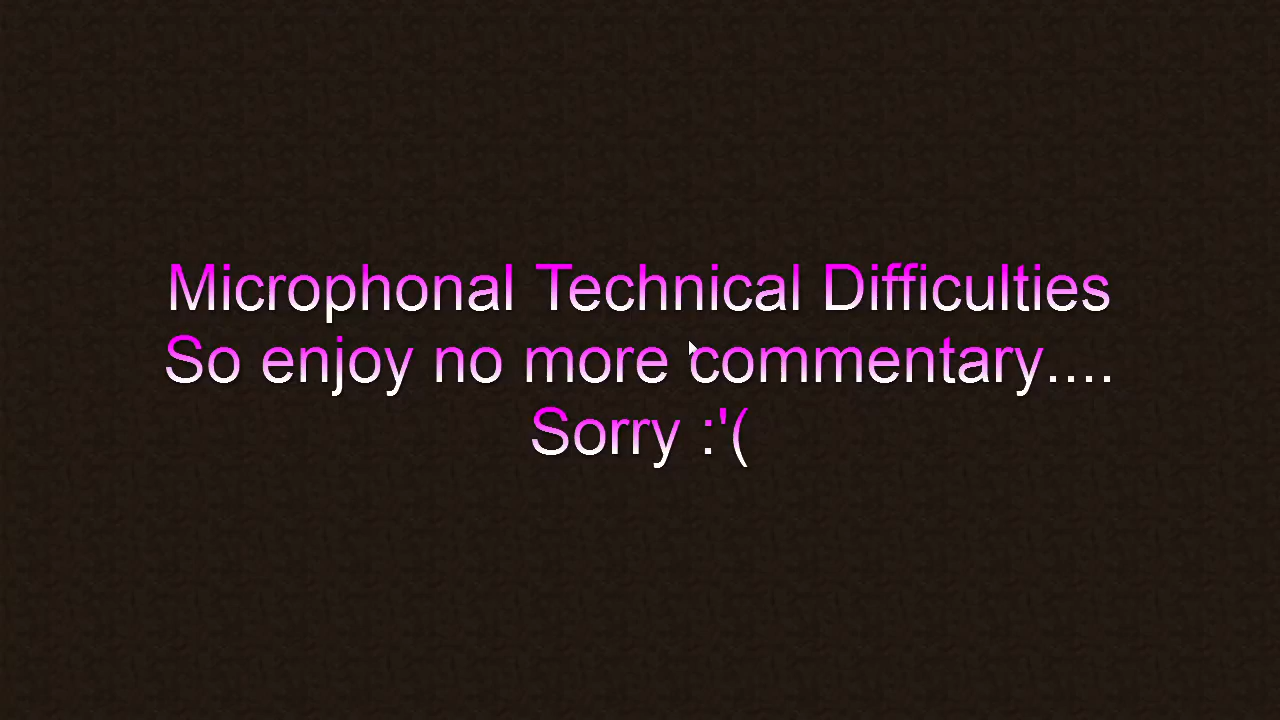 Microphonal Technical Difficulties
So enjoy no more commentary....
Sorry :'(